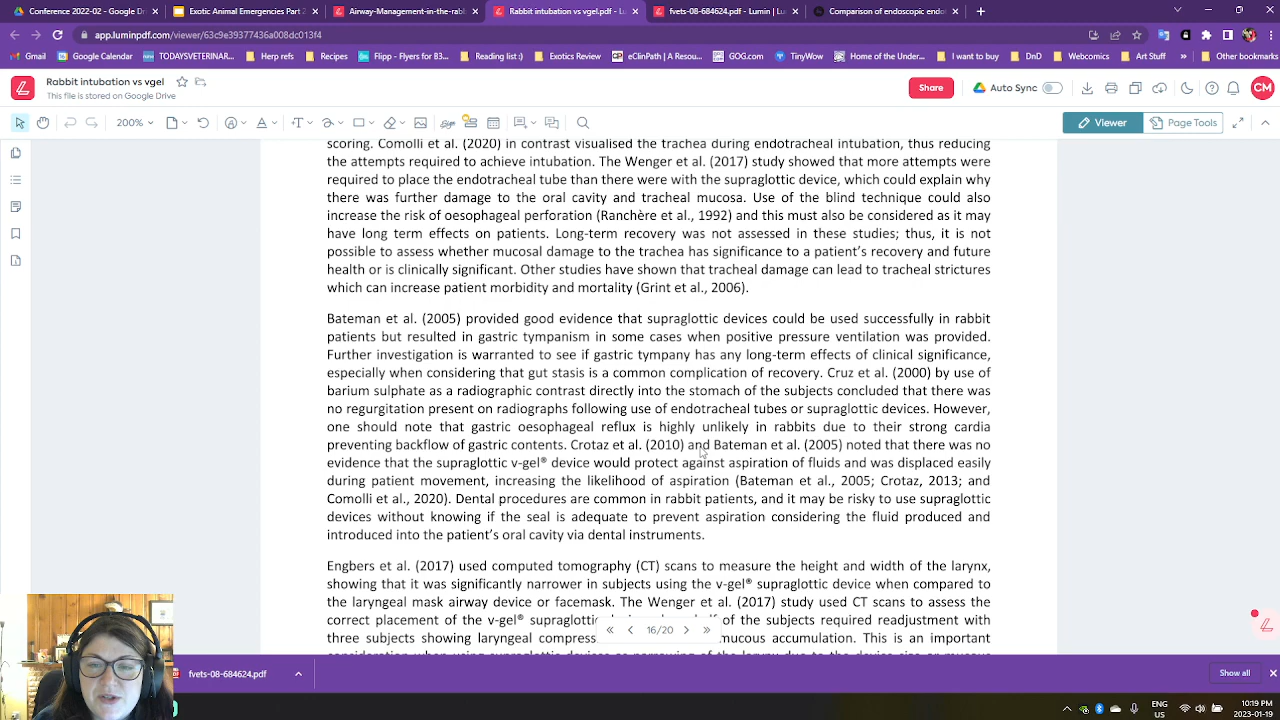 2022-02 - Google D
Exotic Animal Emergencies Part 2
Airway-Management-in-rabb
Rabbit intubation vs vgel - Lu
fvets-08-684624.pdf - Lumin |
Comparison between endo
app.luminpdf.com/viewer/63c9e39377436a008dc013f4
Gmail
Google Calendar
TODAYSVETERINAR...
Herp refs
Recipes
Flipp - Flyers for B3...
Reading list :)
Exotics Review
eClinPath |
GOG.com
TinyWow
Home of the Under...
YouTube
DnD
Webcomics
Art Stuff
»
Other bookmarks
Rabbit intubation vs vgel
This file is stored on Google Drive
Share
Auto Sync
CM
200%
Viewer
Page Tools
scoring. Comolli et al. (2020) in contrast visualised the trachea during endotracheal intubation, thus reducing
the attempts required to achieve intubation. The Wenger et al. (2017) study showed that more attempts were
required to place the endotracheal tube than there were with the supraglottic device, which could explain why
there was further damage to the oral cavity and tracheal mucosa. Use of the blind technique could also
increase the risk of oesophageal perforation (Ranchère et al., 1992) and this must also be considered as it may
have long term effects on patients. Long-term recovery was not assessed in these studies; thus, it is not
possible to assess whether mucosal damage to the trachea has significance to a patient's recovery and future
health or is clinically significant. Other studies have shown that tracheal damage can lead to tracheal strictures
which can increase patient morbidity and mortality (Grint et al., 2006).
Bateman et al. (2005) provided good evidence that supraglottic devices could be used successfully in rabbit
patients but resulted in gastric tympanism in some cases when positive pressure ventilation was provided.
Further investigation is warranted to see if gastric tympany has any long-term effects of clinical significance,
especially when considering that gut stasis is a common complication of recovery. Cruz et al. (2000) by use of
barium sulphate as a radiographic contrast directly into the stomach of the subjects concluded that there was
no regurgitation present on radiographs following use of endotracheal tubes or supraglottic devices. However,
one should note that gastric oesophageal reflux is highly unlikely in rabbits due to their strong cardia
preventing backflow of gastric contents. Crotaz et al. (2010) and Bateman et al. (2005) noted that there was no
evidence that the supraglottic v-gel® device would protect against aspiration of fluids and was displaced easily
during patient movement, increasing the likelihood of aspiration (Bateman et al., 2005; Crotaz, 2013; and
Comolli et al., 2020). Dental procedures are common in rabbit patients, and it may be risky to use supraglottic
devices without knowing if the seal is adequate to prevent aspiration considering the fluid produced and
introduced into the patient's oral cavity via dental instruments.
Engbers et al. (2017) used computed tomography (CT) scans to measure the height and width of the larynx,
showing that it was significantly narrower in subjects using the v-gel® supraglottic device when compared to
the laryngeal mask airway device or facemask. The Wenger et al. (2017) study used CT scans to assess the
correct placement of the v-gel® supraglottic of the subjects required readjustment with
three subjects showing laryngeal compress mucous accumulation. This is an important
16/20
fvets-08-684624.pdf
Show all
ENG
US
10:19 PM
2023-01-19